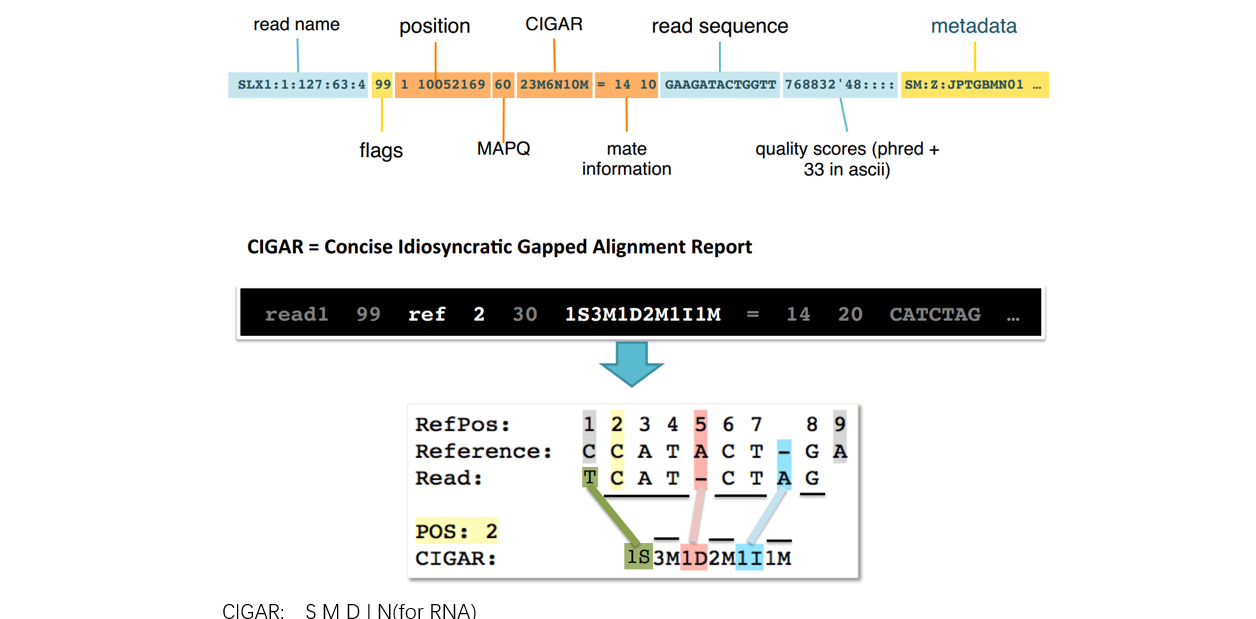 read name position CIGAR read sequence metadata
SLX1:1:127:63:4 99 1 10052169 60 23M6N10M = 14 10 GAAGATACTGGTT 768832'48:::: SM:Z:JPTGBMN01 …
flags MAPQ mate information quality scores (phred + 33 in ascii)
CIGAR = Concise Idiosyncratic Gapped Alignment Report
read1 99 ref 2 30 1S3M1D2M1I1M = 14 20 CATCTAG …
RefPos: 1 2 3 4 5 6 7 8 9
Reference: C C A T A C T – G A
Read: T C A T – C T A G
POS: 2
CIGAR: 1S3M1D2M1I1M
CIGAR: S M D I N(for RNA)